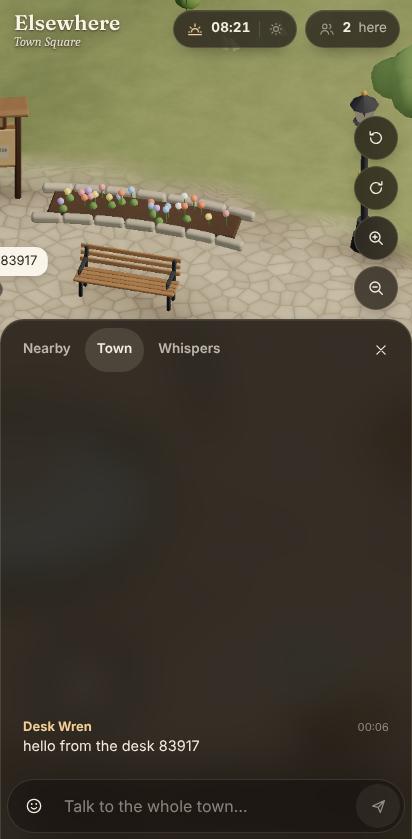 Elsewhere
Town Square
08:21
2 here
83917
Nearby Town Whispers
Desk Wren 00:06
hello from the desk 83917
Talk to the whole town...